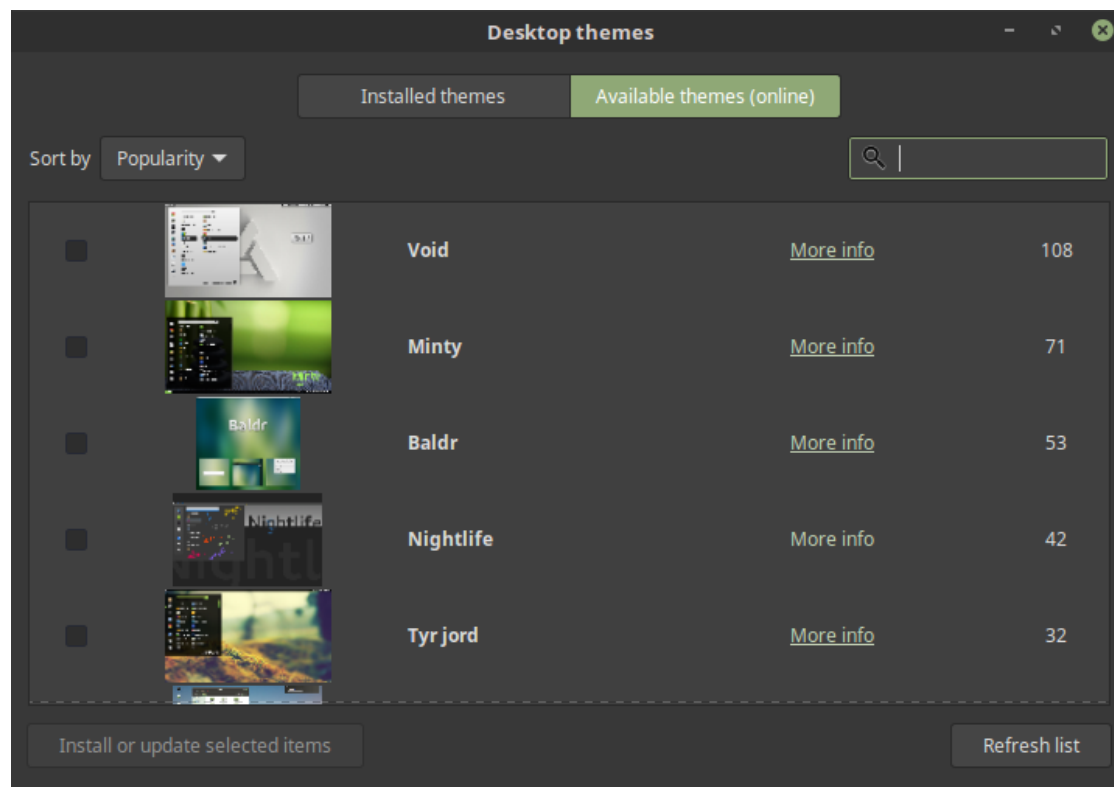 Desktop themes
Installed themes
Available themes (online)
Sort by
Popularity
Void
More info
108
Minty
More info
71
Baldr
Baldr
More info
53
Nightlife
Nightlife
More info
42
Tyr jord
More info
32
Install or update selected items
Refresh list